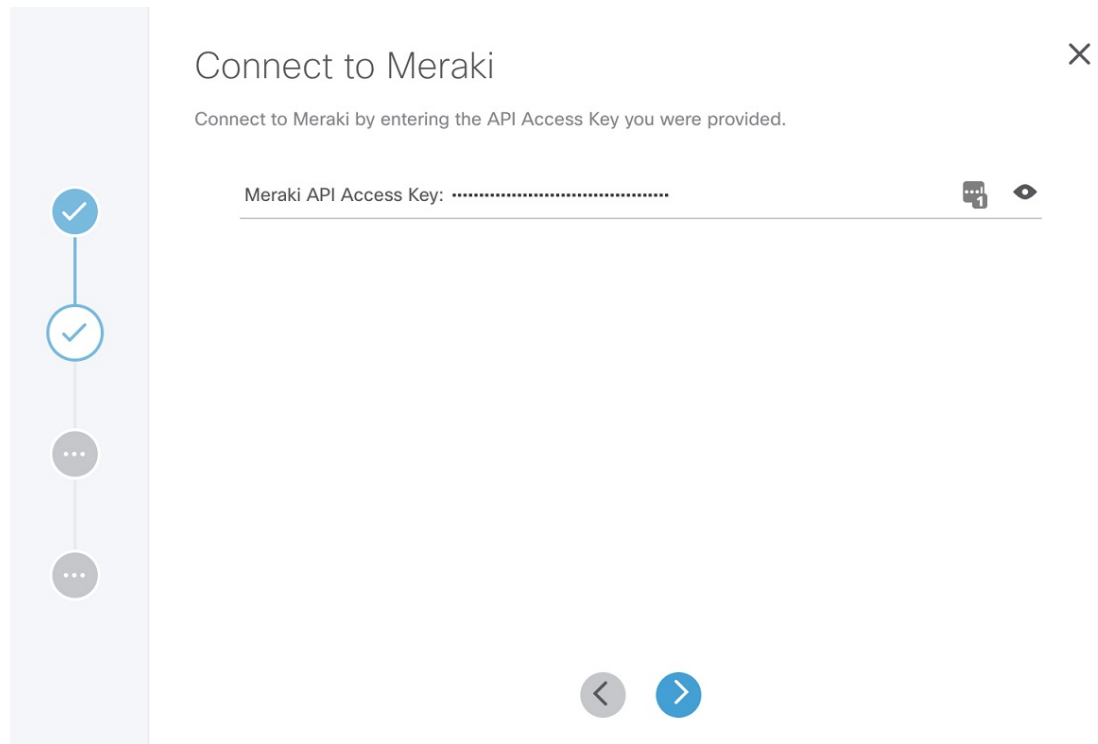 Connect to Meraki
Connect to Meraki by entering the API Access Key you were provided.
Meraki API Access Key: ••••••••••••••••••••••••••••••••••••••••
1